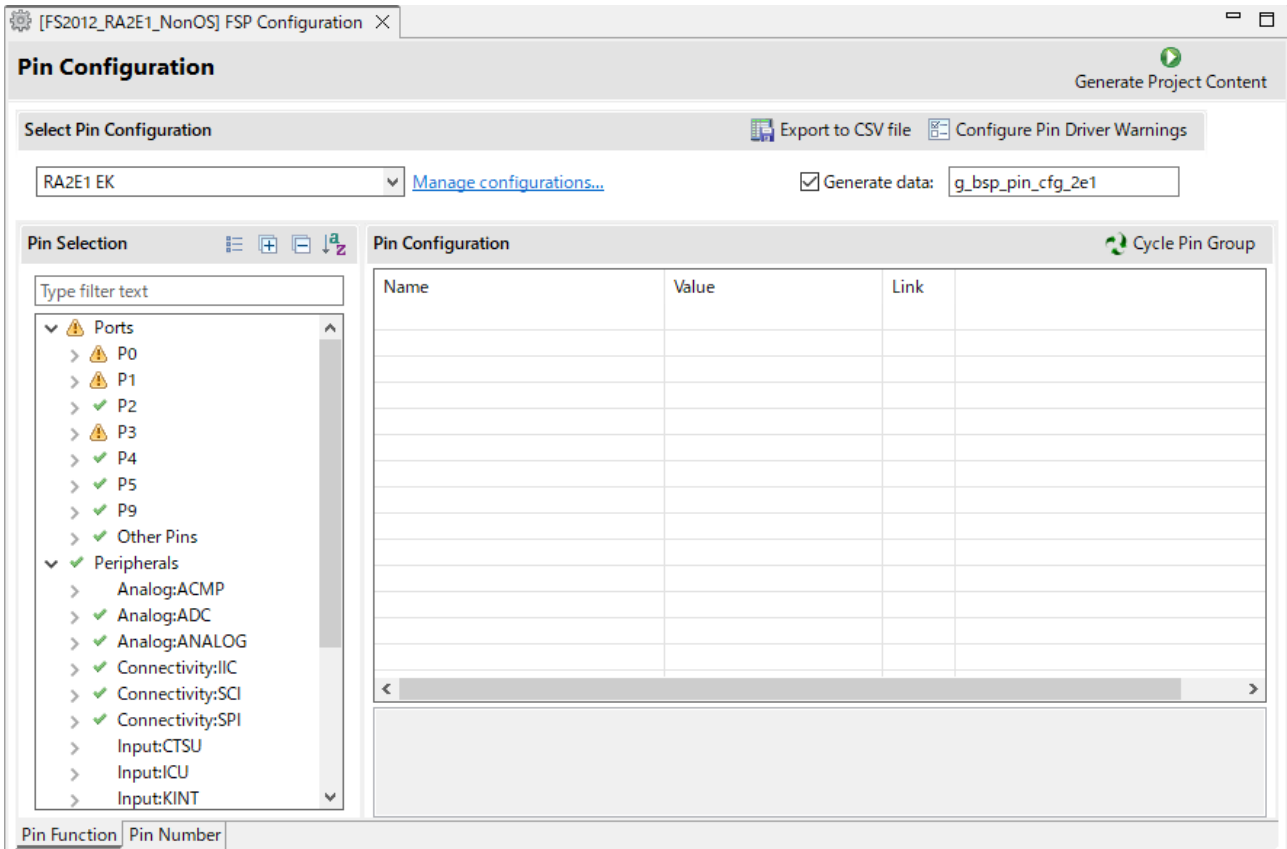 [FS2012_RA2E1_NonOS] FSP Configuration
Pin Configuration
Generate Project Content
Select Pin Configuration
Export to CSV file
Configure Pin Driver Warnings
RA2E1 EK
Manage configurations...
Generate data:
g_bsp_pin_cfg_2e1
Pin Selection
Pin Configuration
Cycle Pin Group
Type filter text
Name Value Link
Ports
P0
P1
P2
P3
P4
P5
P9
Other Pins
Peripherals
Analog:ACMP
Analog:ADC
Analog:ANALOG
Connectivity:IIC
Connectivity:SCI
Connectivity:SPI
Input:CTSU
Input:ICU
Input:KINT
Pin Function Pin Number